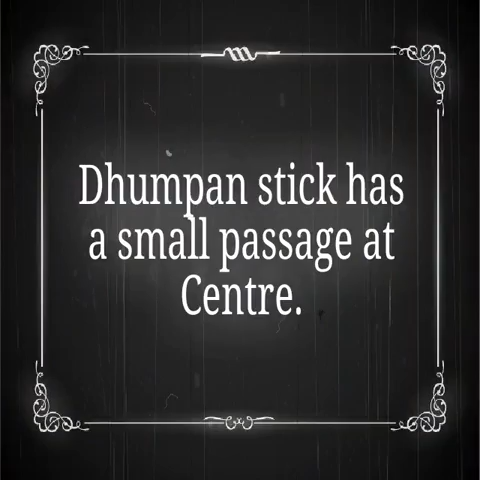 Dhumpan stick has
a small passage at
Centre.